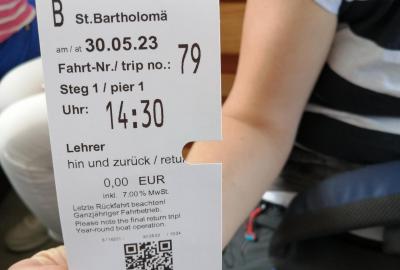 B St.Bartholomä
am / at 30.05.23
Fahrt-Nr./ trip no.: 79
Steg 1 / pier 1
Uhr: 14:30
Lehrer
hin und zurück / retu
0,00 EUR
inkl. 7,00% MwSt.
Letzte Rückfahrt beachten!
Ganzjähriger Fahrbetrieb.
Please note the final return trip!
Year-round boat operation.